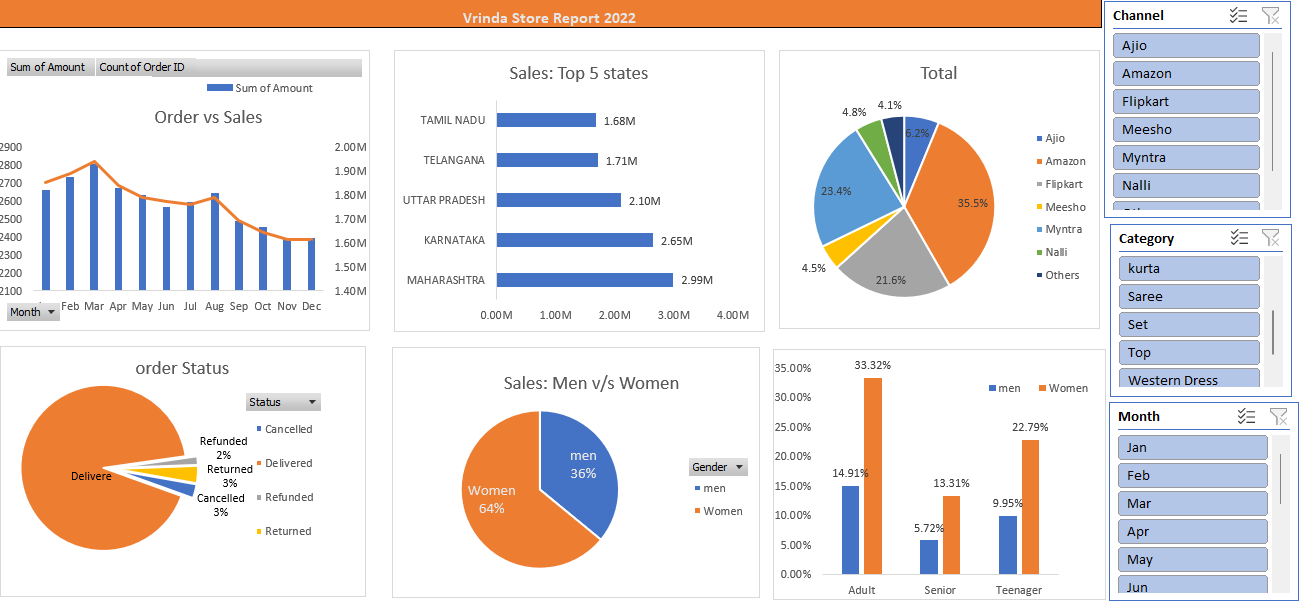 Vrinda Store Report 2022
Sum of Amount Count of Order ID
Sum of Amount
Order vs Sales
2900
2800
2700
2600
2500
2400
2300
2200
2100
2.00M
1.90M
1.80M
1.70M
1.60M
1.50M
1.40M
Feb Mar Apr May Jun Jul Aug Sep Oct Nov Dec
Month
Sales: Top 5 states
TAMIL NADU 1.68M
TELANGANA 1.71M
UTTAR PRADESH 2.10M
KARNATAKA 2.65M
MAHARASHTRA 2.99M
0.00M 1.00M 2.00M 3.00M 4.00M
Total
4.1%
4.8%
6.2%
23.4%
35.5%
4.5%
21.6%
Ajio
Amazon
Flipkart
Meesho
Myntra
Nalli
Others
Channel
Ajio
Amazon
Flipkart
Meesho
Myntra
Nalli
Category
kurta
Saree
Set
Top
Western Dress
Month
Jan
Feb
Mar
Apr
May
Jun
order Status
Status
Delivere
Refunded
2%
Returned
3%
Cancelled
3%
Cancelled
Delivered
Refunded
Returned
Sales: Men v/s Women
men
36%
Women
64%
Gender
men
Women
35.00%
30.00%
25.00%
20.00%
15.00%
10.00%
5.00%
0.00%
men Women
33.32%
14.91%
5.72%
13.31%
9.95%
22.79%
Adult Senior Teenager